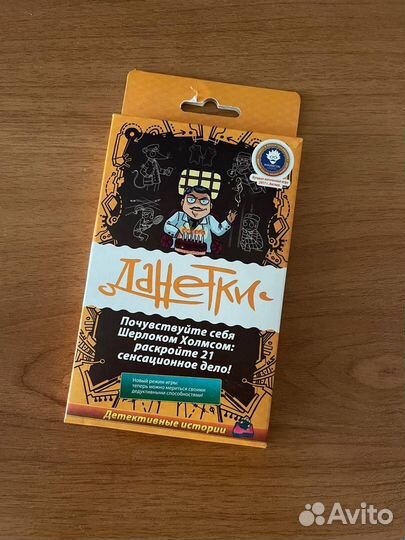 Данетки
Почувствуйте себя
Шерлоком Холмсом:
раскройте 21
сенсационное дело!
Новый режим игры:
теперь можно мериться своими
дедуктивными способностями!
Детективные истории
Avito